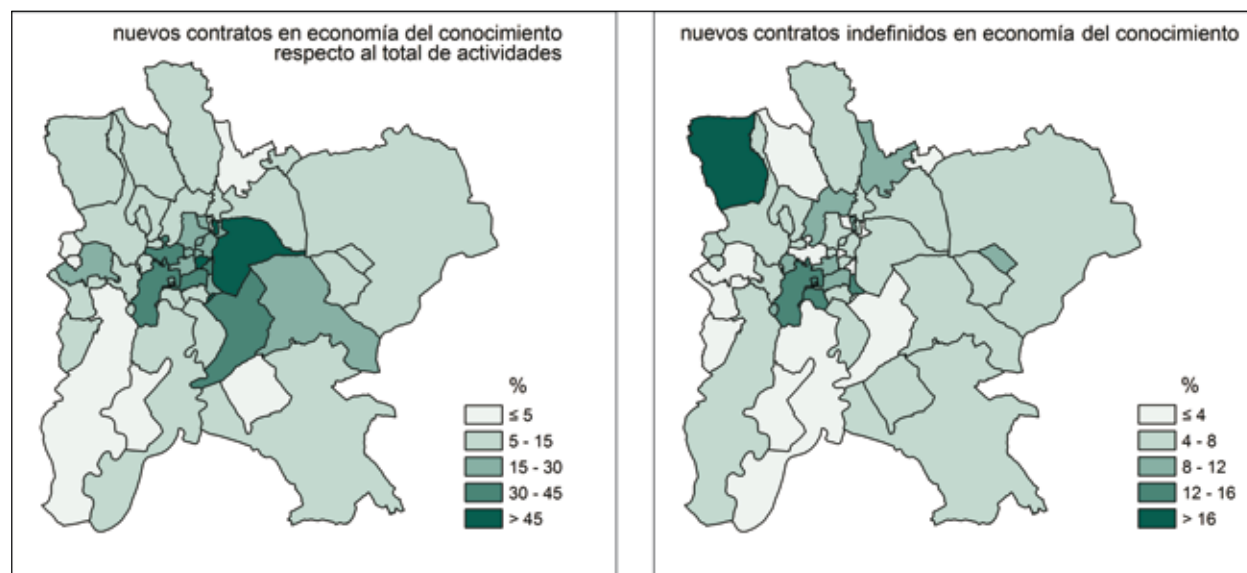 nuevos contratos en economía del conocimiento
respecto al total de actividades
%
≤ 5
5 - 15
15 - 30
30 - 45
> 45
nuevos contratos indefinidos en economía del conocimiento
%
≤ 4
4 - 8
8 - 12
12 - 16
> 16